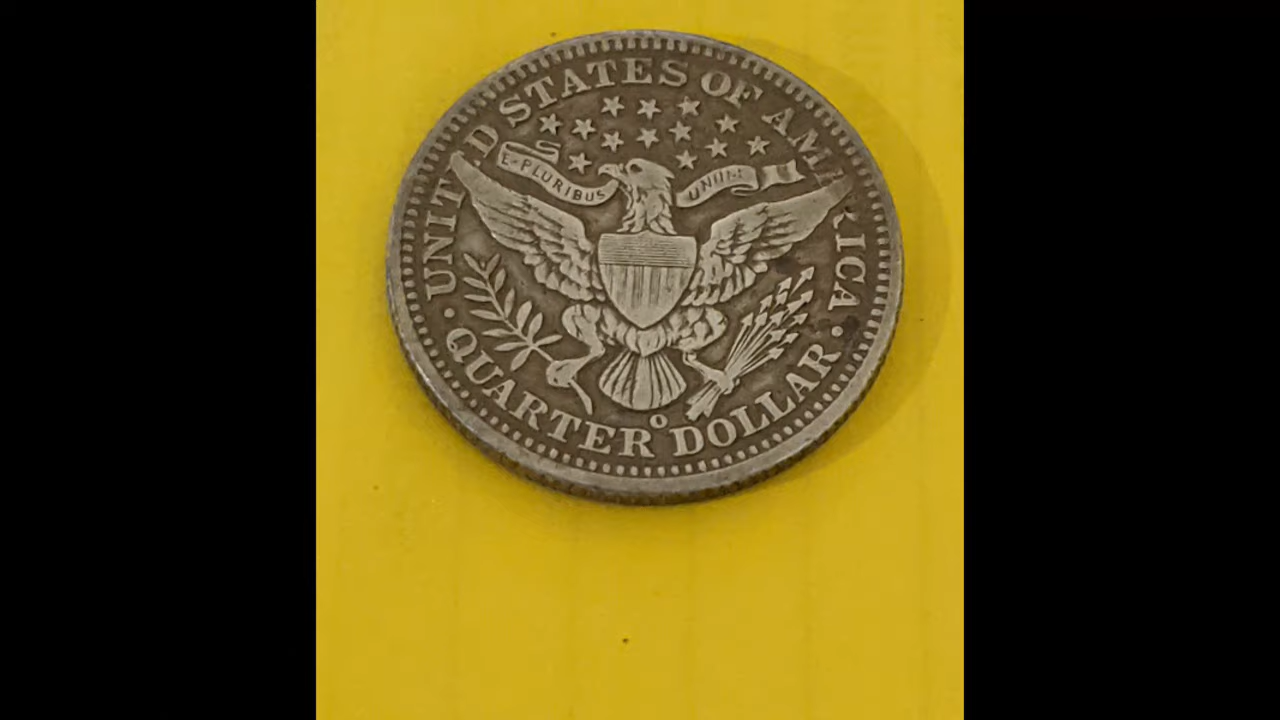 UNITED STATES OF AMERICA
E·PLURIBUS UNUM
O
· QUARTER DOLLAR ·